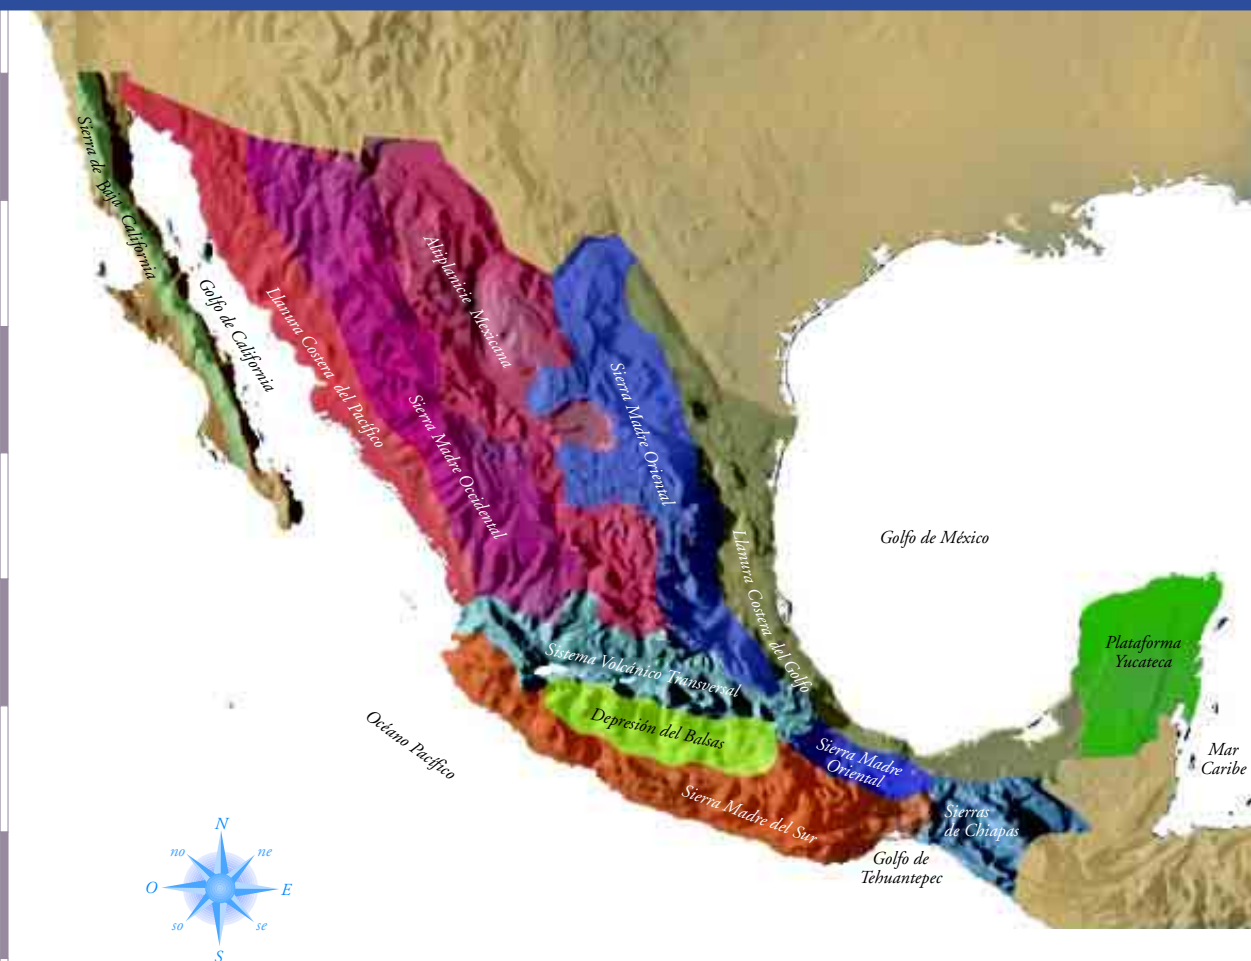 Sierra de Baja California
Golfo de California
Llanura Costera del Pacífico
Altiplanicie Mexicana
Sierra Madre Occidental
Sierra Madre Oriental
Llanura Costera del Golfo
Golfo de México
Plataforma
Yucateca
Sistema Volcánico Transversal
Depresión del Balsas
Océano Pacífico
Sierra Madre
Oriental
Mar
Caribe
Sierra Madre del Sur
Sierras
de Chiapas
Golfo de
Tehuantepec
N
no
ne
O
E
so
se
S